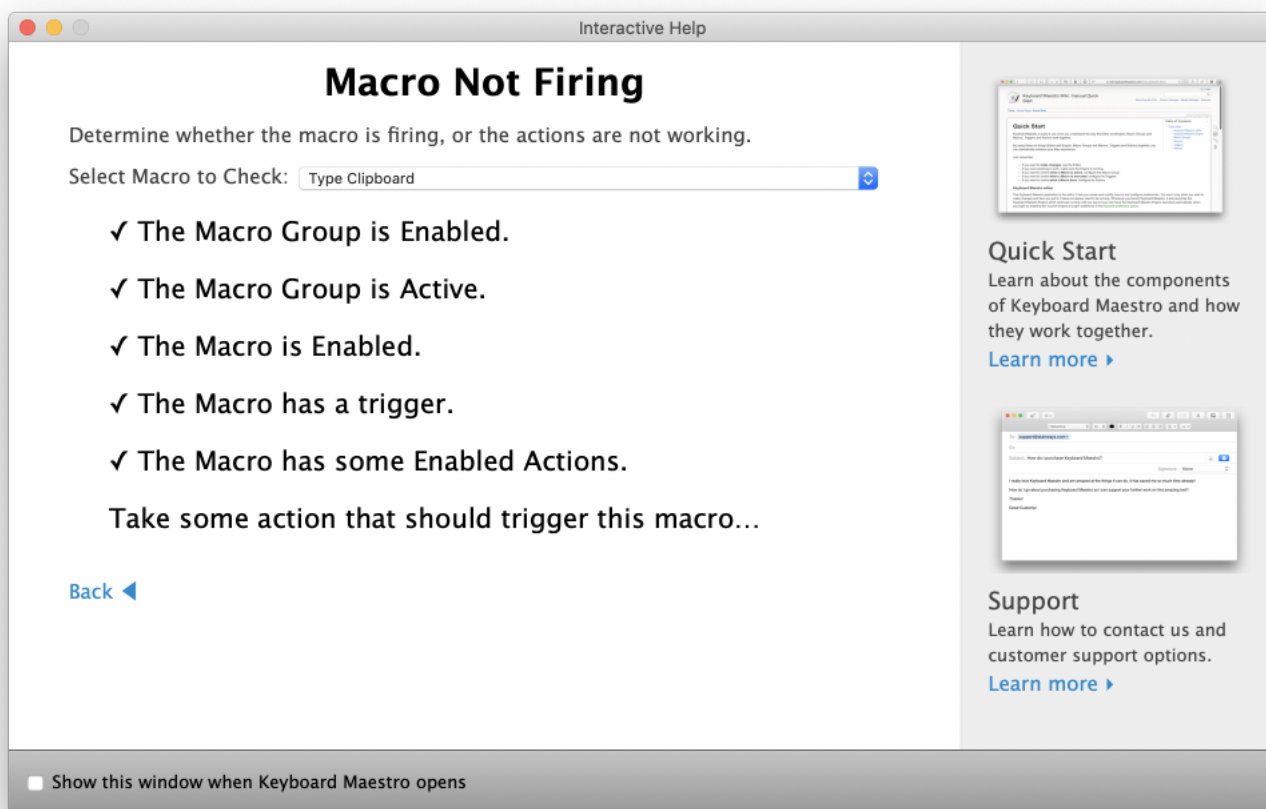 Interactive Help
Macro Not Firing
Determine whether the macro is firing, or the actions are not working.
Select Macro to Check: Type Clipboard
✓ The Macro Group is Enabled.
✓ The Macro Group is Active.
✓ The Macro is Enabled.
✓ The Macro has a trigger.
✓ The Macro has some Enabled Actions.
Take some action that should trigger this macro...
Back
Quick Start
Quick Start
Learn about the components
of Keyboard Maestro and how
they work together.
Learn more
Support
Learn how to contact us and
customer support options.
Learn more
Show this window when Keyboard Maestro opens